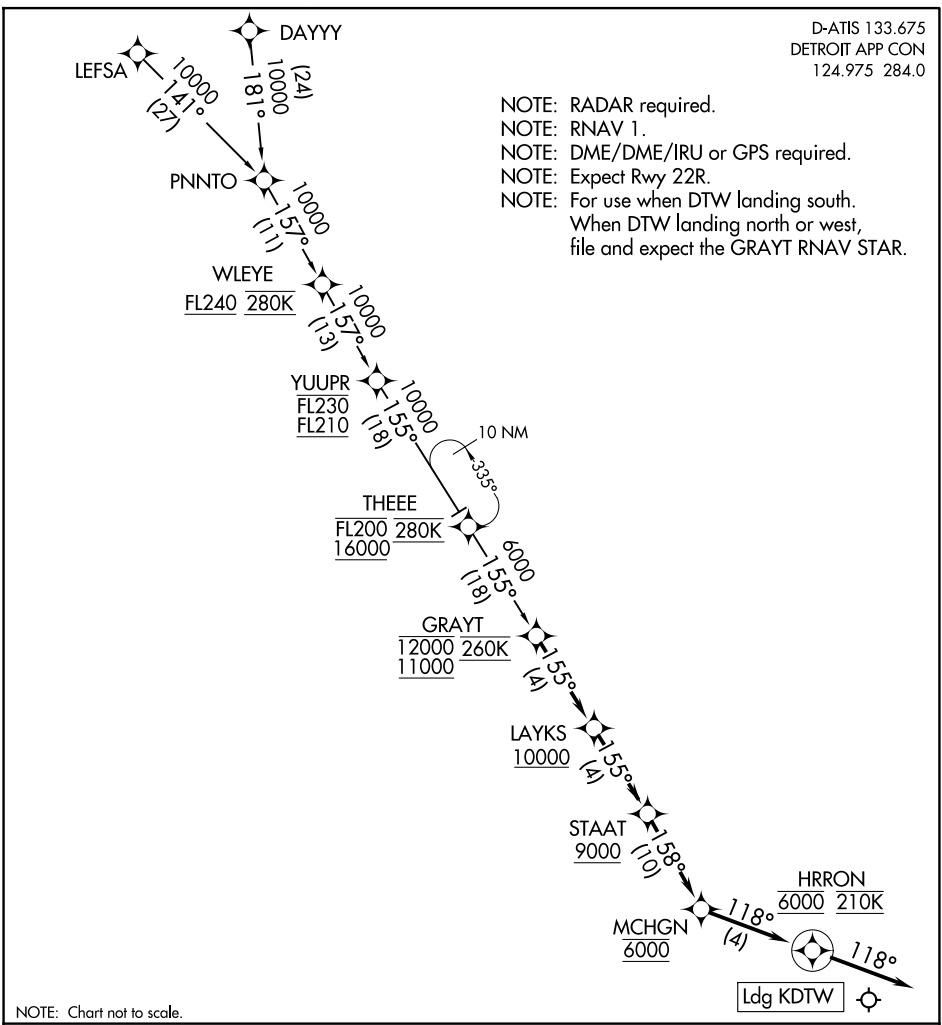 D-ATIS 133.675
DETROIT APP CON
124.975 284.0
NOTE: RADAR required.
NOTE: RNAV 1.
NOTE: DME/DME/IRU or GPS required.
NOTE: Expect Rwy 22R.
NOTE: For use when DTW landing south.
When DTW landing north or west,
file and expect the GRAYT RNAV STAR.
LEFSA
10000
141°
(27)
DAYYY
(24)
10000
181°
PNNTO
10000
157°
(11)
WLEYE
FL240 280K
10000
157°
(13)
YUUPR
FL230
FL210
10000
155°
(18)
10 NM
335°
THEEE
FL200 280K
16000
6000
155°
(18)
GRAYT
12000 260K
11000
155°
(4)
LAYKS
10000
155°
(4)
STAAT
9000
158°
(10)
MCHGN
6000
118°
(4)
HRRON
6000 210K
118°
Ldg KDTW
NOTE: Chart not to scale.